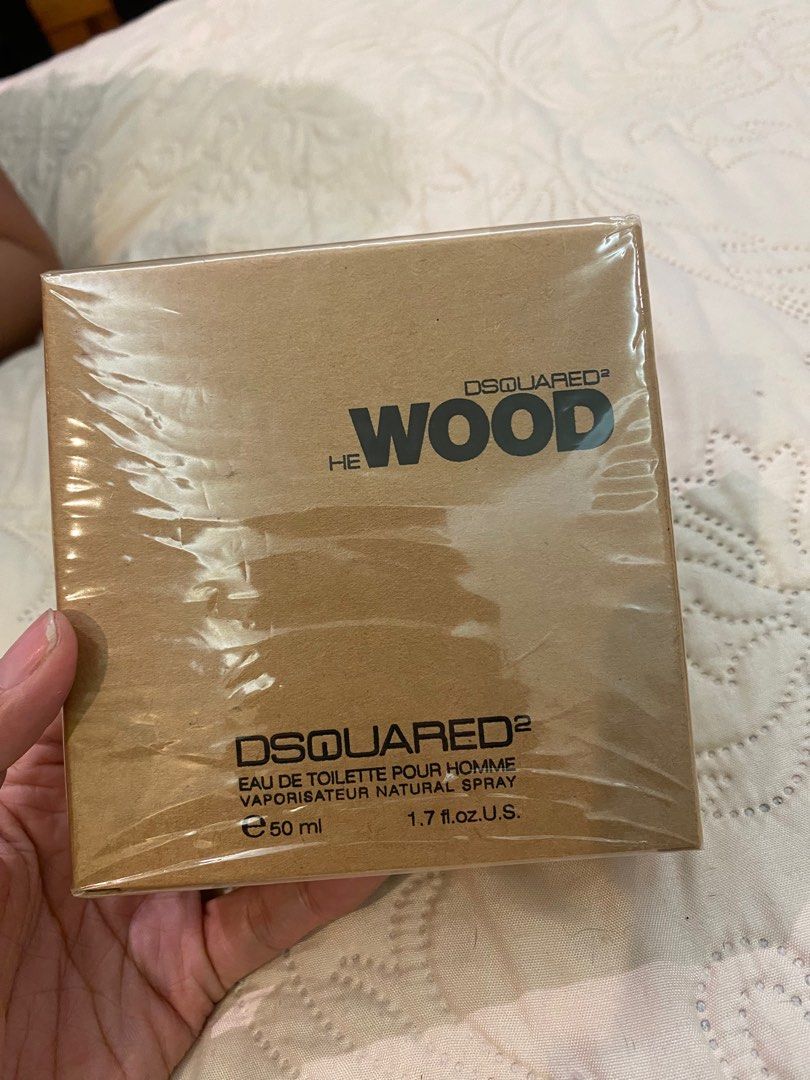 DSQUARED²
HE WOOD
DSQUARED²
EAU DE TOILETTE POUR HOMME
VAPORISATEUR NATURAL SPRAY
℮ 50 ml 1.7 fl.oz.U.S.